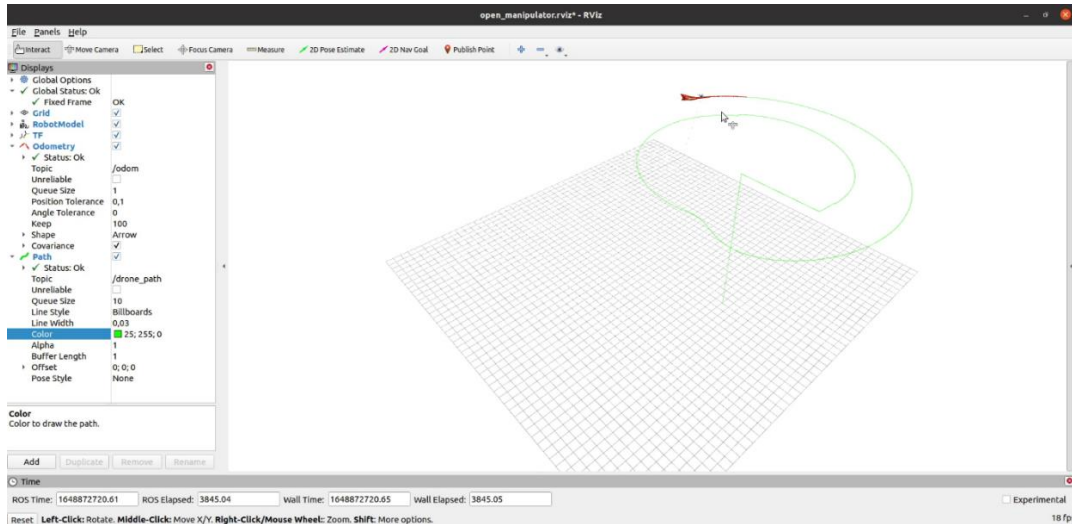 open_manipulator.rviz* - RViz
File Panels Help
Interact Move Camera Select Focus Camera Measure 2D Pose Estimate 2D Nav Goal Publish Point
Displays
Global Options
Global Status: Ok
Fixed Frame OK
Grid
RobotModel
TF
Odometry
Status: Ok
Topic /odom
Unreliable
Queue Size 1
Position Tolerance 0,1
Angle Tolerance 0
Keep 100
Shape Arrow
Covariance
Path
Status: Ok
Topic /drone_path
Unreliable
Queue Size 10
Line Style Billboards
Line Width 0,03
Color 25; 255; 0
Alpha 1
Buffer Length 1
Offset 0; 0; 0
Pose Style None
Color
Color to draw the path.
Add Duplicate Remove Rename
Time
ROS Time: 1648872720.61 ROS Elapsed: 3845.04 Wall Time: 1648872720.65 Wall Elapsed: 3845.05 Experimental
Reset Left-Click: Rotate. Middle-Click: Move X/Y. Right-Click/Mouse Wheel:: Zoom. Shift: More options. 18 fp